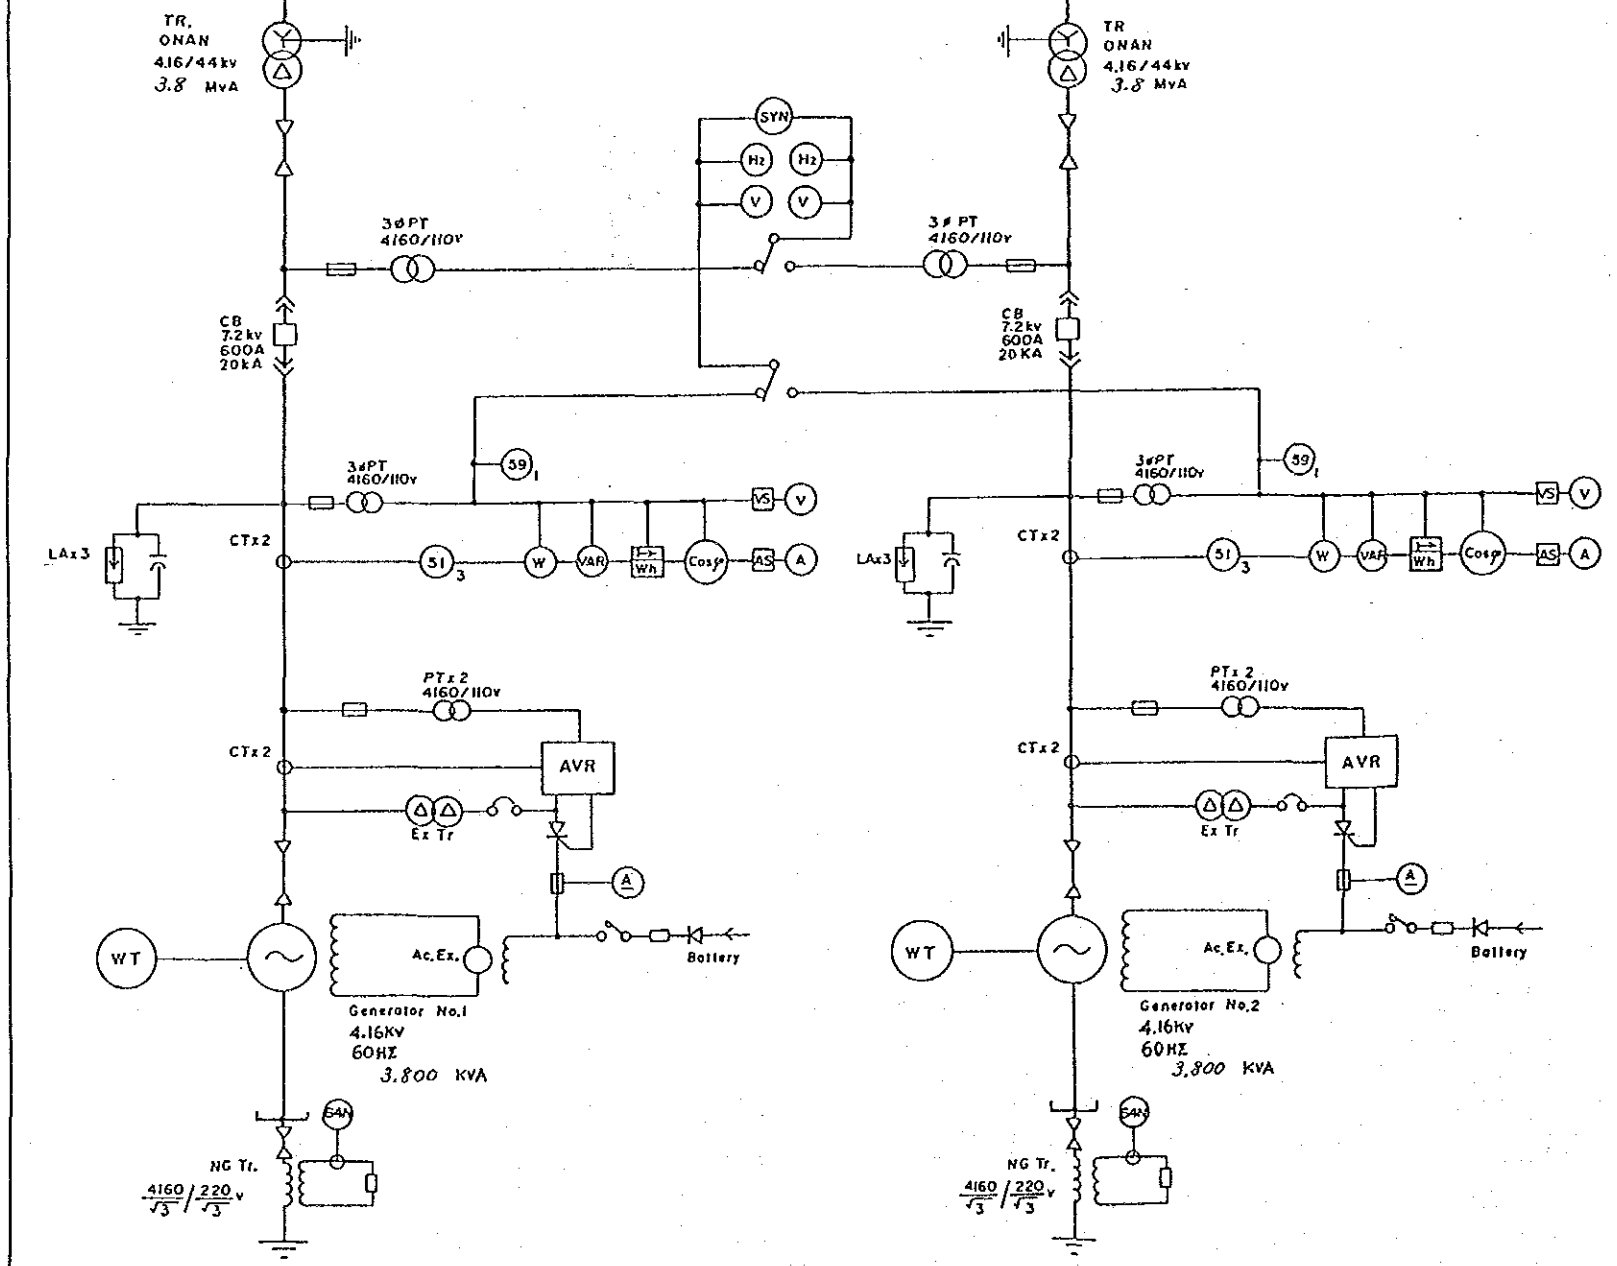 TR.
ONAN
4.16/44kv
3.8 MvA
TR
ONAN
4.16/44kv
3.8 MvA
SYN
Hz Hz
V V
3øPT
4160/110v
3øPT
4160/110v
CB
7.2kv
600A
20kA
CB
7.2kv
600A
20KA
3øPT
4160/110v
59 1
VS V
3øPT
4160/110v
59 1
VS V
LAx3
CTx2
51 3
W
VAR
Wh
Cosφ
AS A
LAx3
CTx2
51 3
W
VAR
Wh
Cosφ
AS A
PTx2
4160/110v
CTx2
AVR
Ex Tr
A
PTx2
4160/110v
CTx2
AVR
Ex Tr
A
WT
Ac.Ex.
Battery
Generator No.1
4.16Kv
60HZ
3.800 KVA
WT
Ac.Ex.
Battery
Generator No.2
4.16Kv
60HZ
3,800 KVA
64N
NG Tr.
4160/√3 / 220/√3 v
64N
NG Tr.
4160/√3 / 220/√3 v